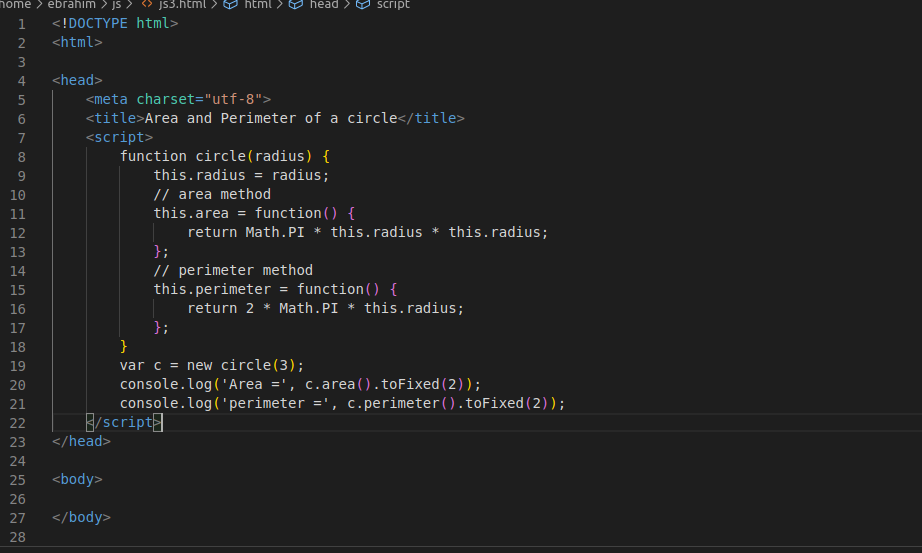 home > ebrahim > js > <> js3.html > html > head > script
1 <!DOCTYPE html>
2 <html>
3
4 <head>
5     <meta charset="utf-8">
6     <title>Area and Perimeter of a circle</title>
7     <script>
8         function circle(radius) {
9             this.radius = radius;
10             // area method
11             this.area = function() {
12                 return Math.PI * this.radius * this.radius;
13             };
14             // perimeter method
15             this.perimeter = function() {
16                 return 2 * Math.PI * this.radius;
17             };
18         }
19         var c = new circle(3);
20         console.log('Area =', c.area().toFixed(2));
21         console.log('perimeter =', c.perimeter().toFixed(2));
22     </script>
23 </head>
24
25 <body>
26
27 </body>
28